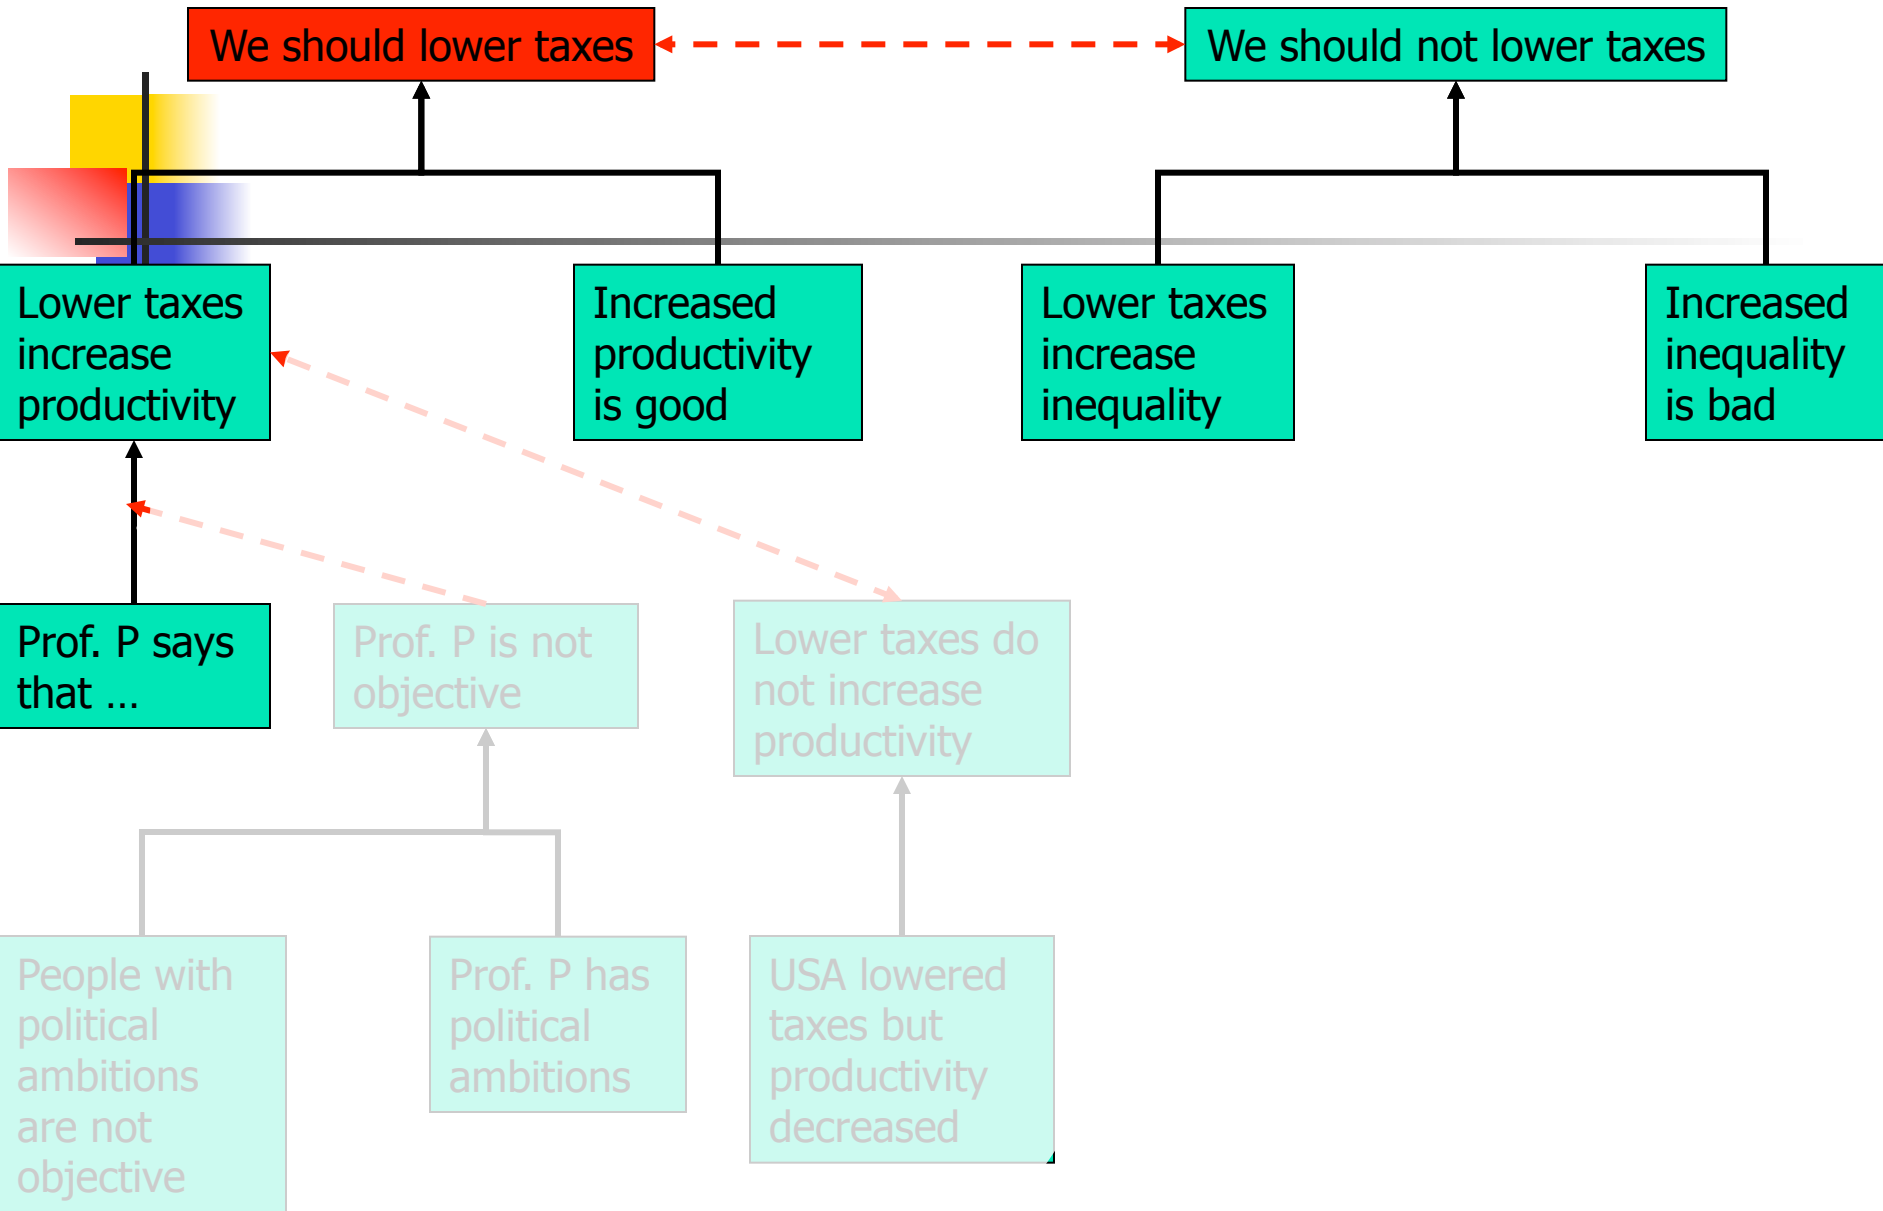 We should lower taxes
We should not lower taxes
Lower taxes
increase
productivity
Increased
productivity
is good
Lower taxes
increase
inequality
Increased
inequality
is bad
Prof. P says
that ...
Prof. P is not
objective
Lower taxes do
not increase
productivity
People with
political
ambitions
are not
objective
Prof. P has
political
ambitions
USA lowered
taxes but
productivity
decreased